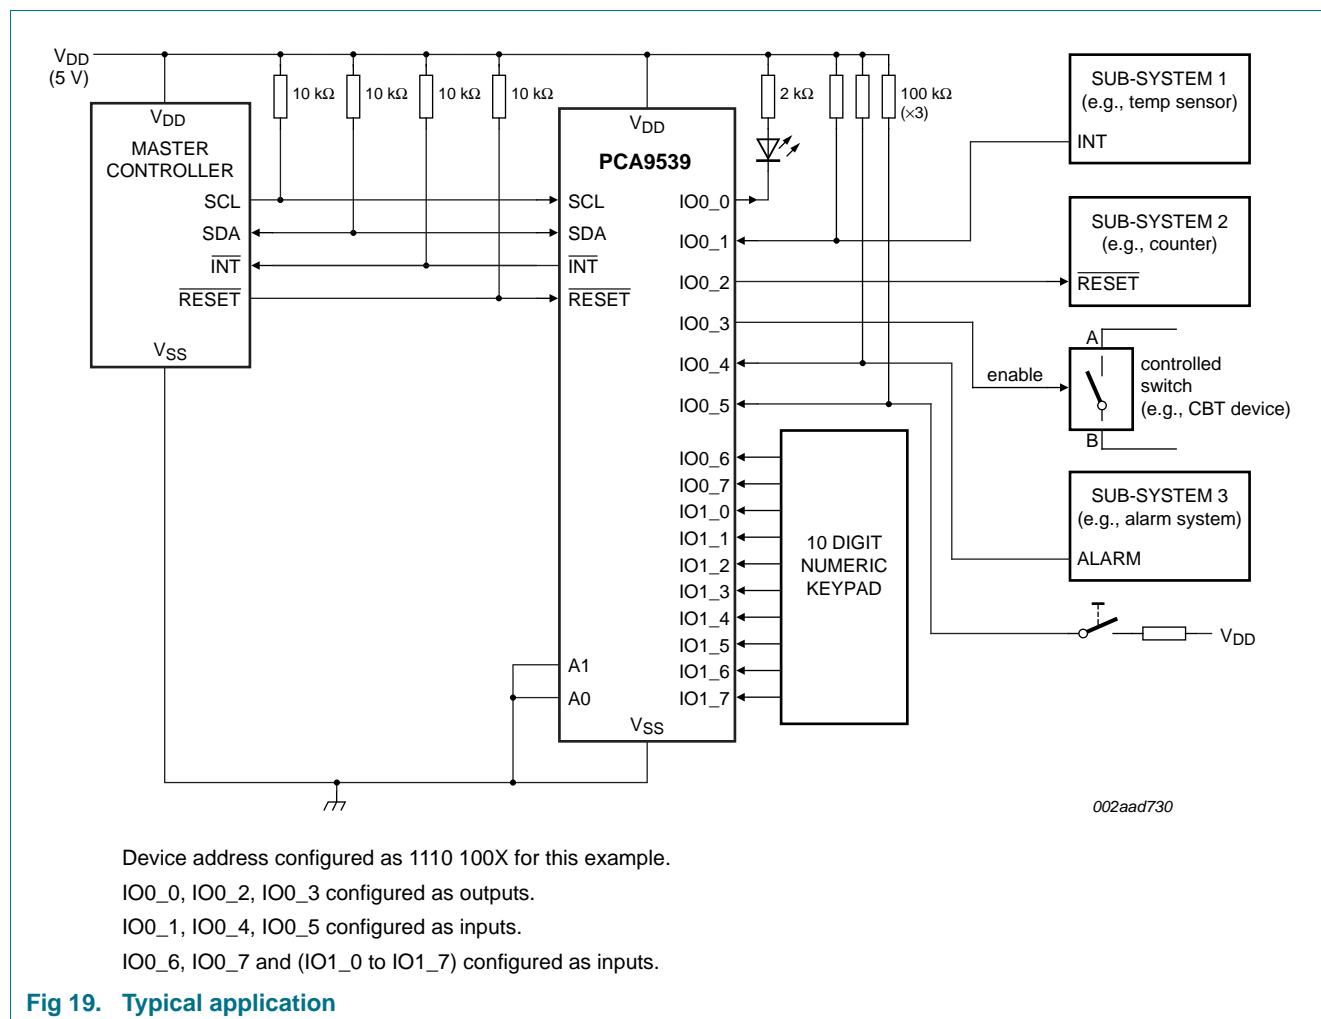 VDD
(5 V)
10 kΩ
10 kΩ
10 kΩ
10 kΩ
2 kΩ
100 kΩ
(×3)
VDD
MASTER
CONTROLLER
SCL
SDA
INT
RESET
VSS
VDD
PCA9539
SCL
SDA
INT
RESET
A1
A0
VSS
IO0_0
IO0_1
IO0_2
IO0_3
IO0_4
IO0_5
IO0_6
IO0_7
IO1_0
IO1_1
IO1_2
IO1_3
IO1_4
IO1_5
IO1_6
IO1_7
10 DIGIT
NUMERIC
KEYPAD
SUB-SYSTEM 1
(e.g., temp sensor)
INT
SUB-SYSTEM 2
(e.g., counter)
RESET
A
enable
controlled
switch
(e.g., CBT device)
B
SUB-SYSTEM 3
(e.g., alarm system)
ALARM
VDD
002aad730
Device address configured as 1110 100X for this example.
IO0_0, IO0_2, IO0_3 configured as outputs.
IO0_1, IO0_4, IO0_5 configured as inputs.
IO0_6, IO0_7 and (IO1_0 to IO1_7) configured as inputs.
Fig 19. Typical application